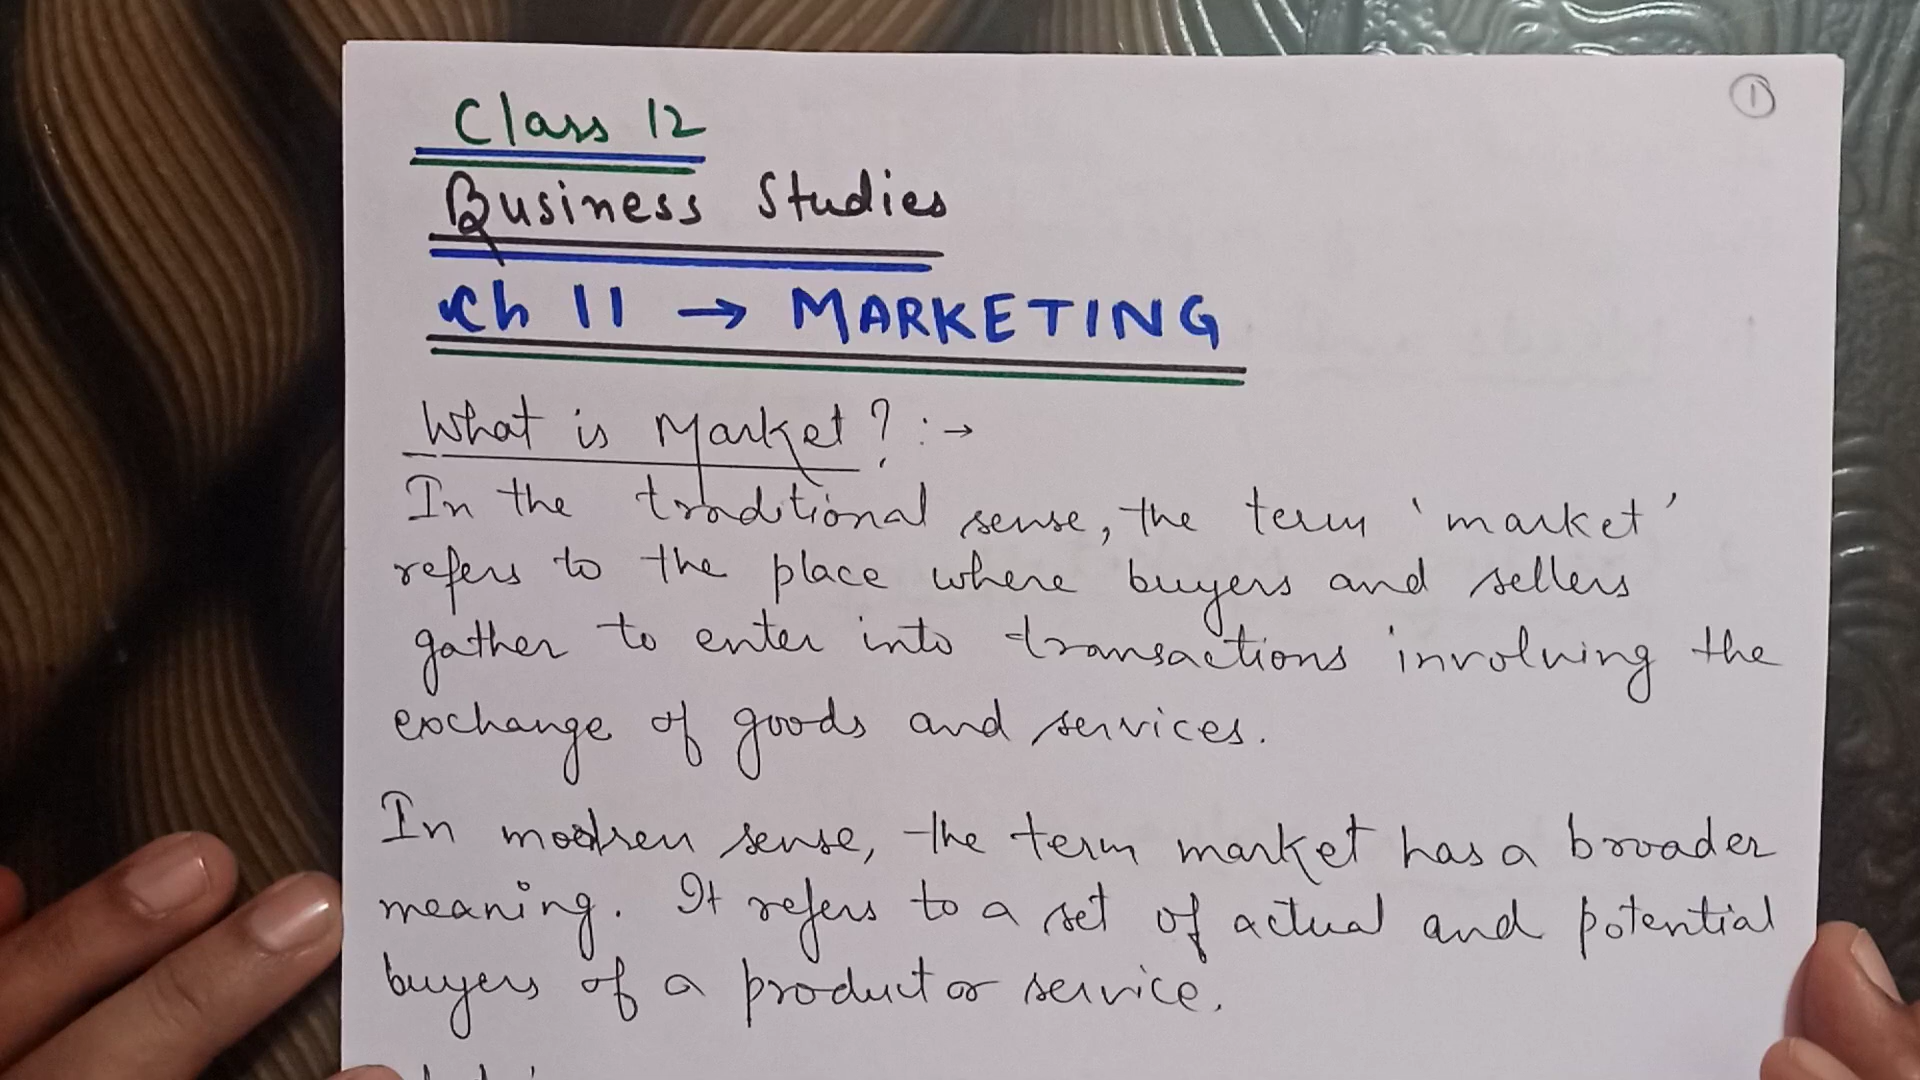 1
Class 12
Business Studies
Ch 11 → MARKETING
What is Market? :→
In the traditional sense, the term 'market'
refers to the place where buyers and sellers
gather to enter into transactions involving the
exchange of goods and services.
In modren sense, the term market has a broader
meaning. It refers to a set of actual and potential
buyers of a product or service.